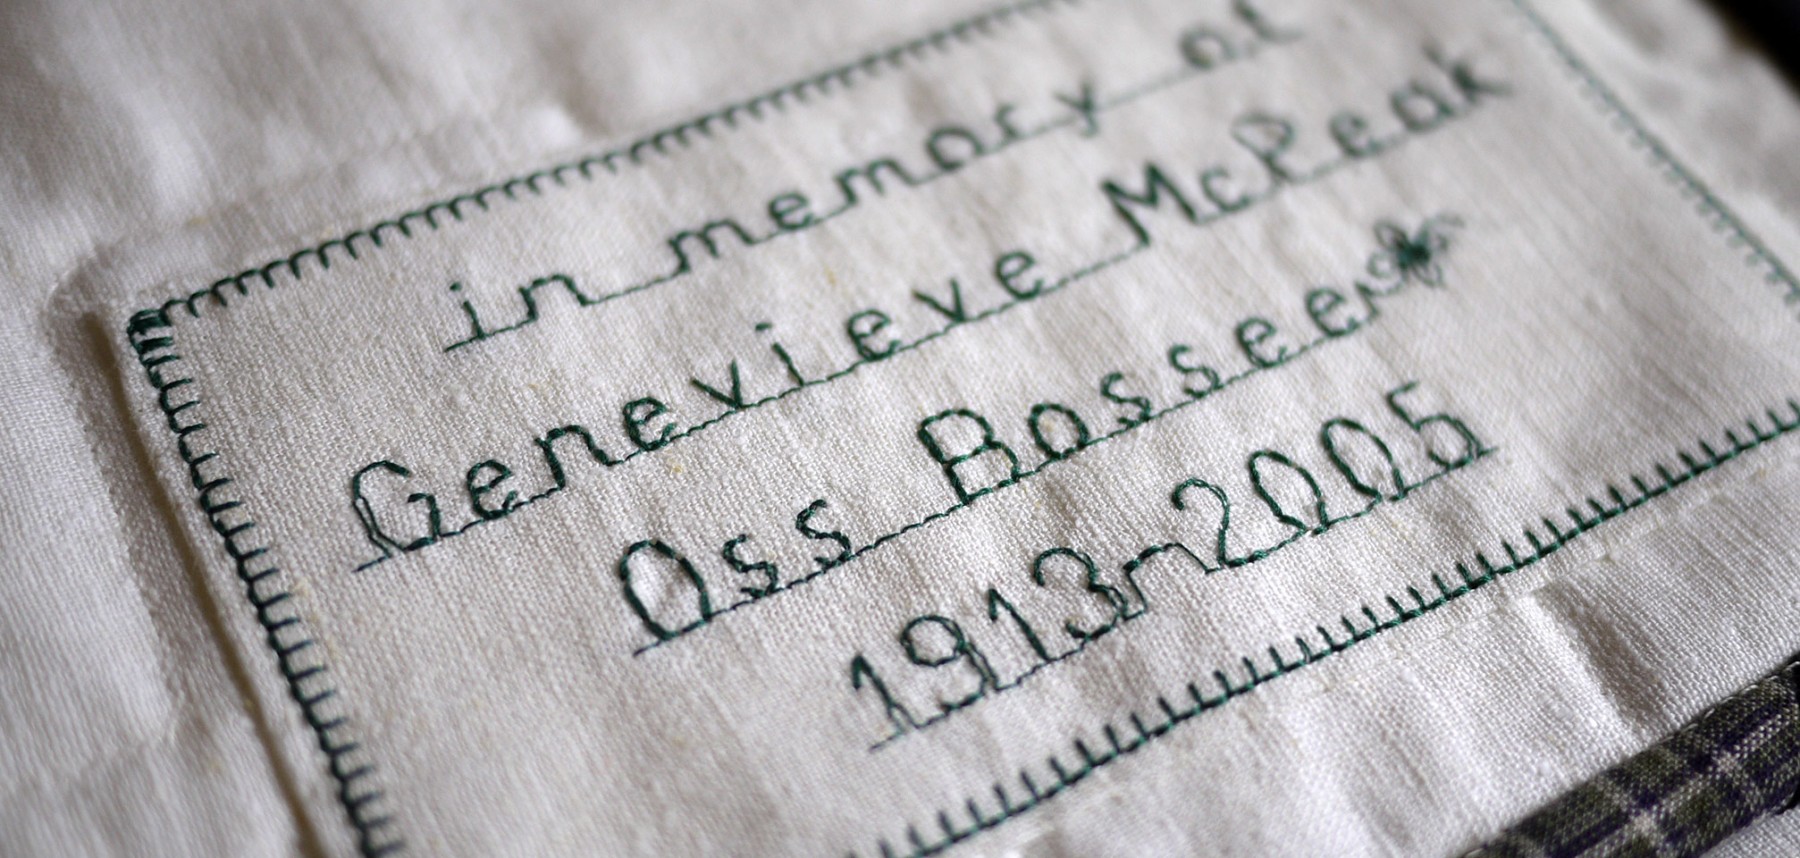 in memory of
Genevieve McPeak
Oss Bossee
1913~2005